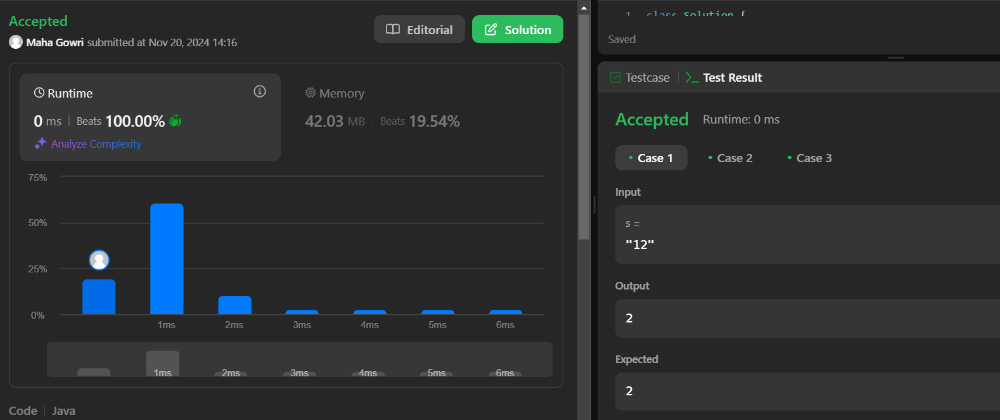 Accepted
Maha Gowri submitted at Nov 20, 2024 14:16
Editorial
Solution
Runtime
0 ms | Beats 100.00%
Analyze Complexity
Memory
42.03 MB | Beats 19.54%
75%
50%
25%
0%
1ms 2ms 3ms 4ms 5ms 6ms
1ms 2ms 3ms 4ms 5ms 6ms
Code | Java
1 class Solution {
Saved
Testcase | >_ Test Result
Accepted Runtime: 0 ms
• Case 1 • Case 2 • Case 3
Input
s =
"12"
Output
2
Expected
2